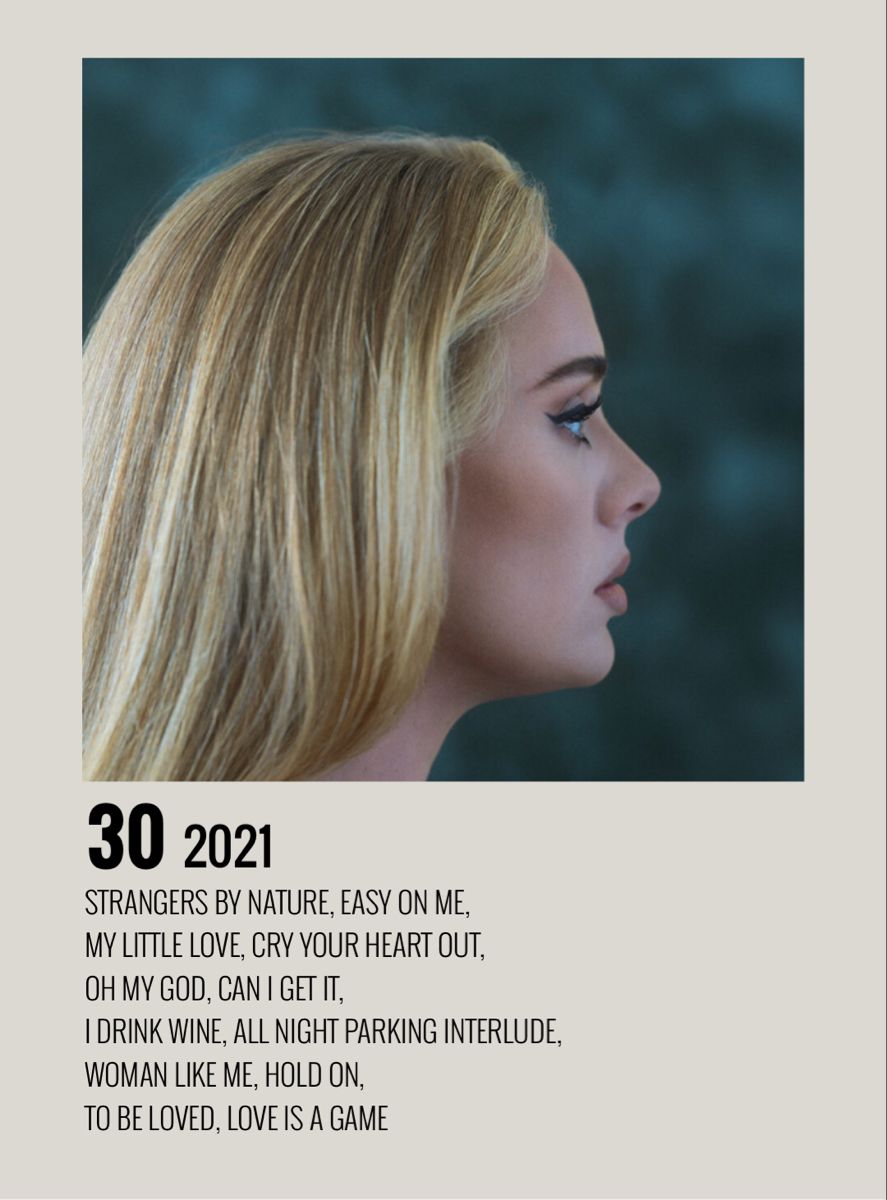 30 2021
STRANGERS BY NATURE, EASY ON ME,
MY LITTLE LOVE, CRY YOUR HEART OUT,
OH MY GOD, CAN I GET IT,
I DRINK WINE, ALL NIGHT PARKING INTERLUDE,
WOMAN LIKE ME, HOLD ON,
TO BE LOVED, LOVE IS A GAME